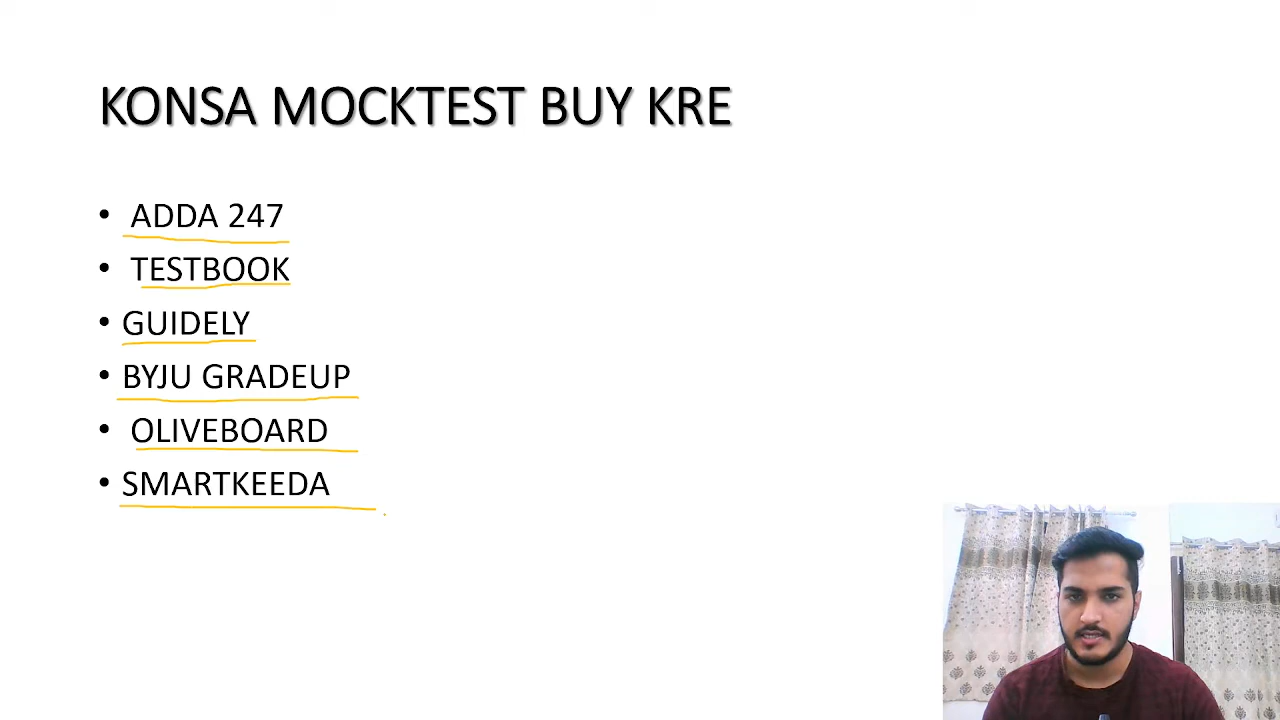 KONSA MOCKTEST BUY KRE
• ADDA 247
• TESTBOOK
• GUIDELY
• BYJU GRADEUP
• OLIVEBOARD
• SMARTKEEDA